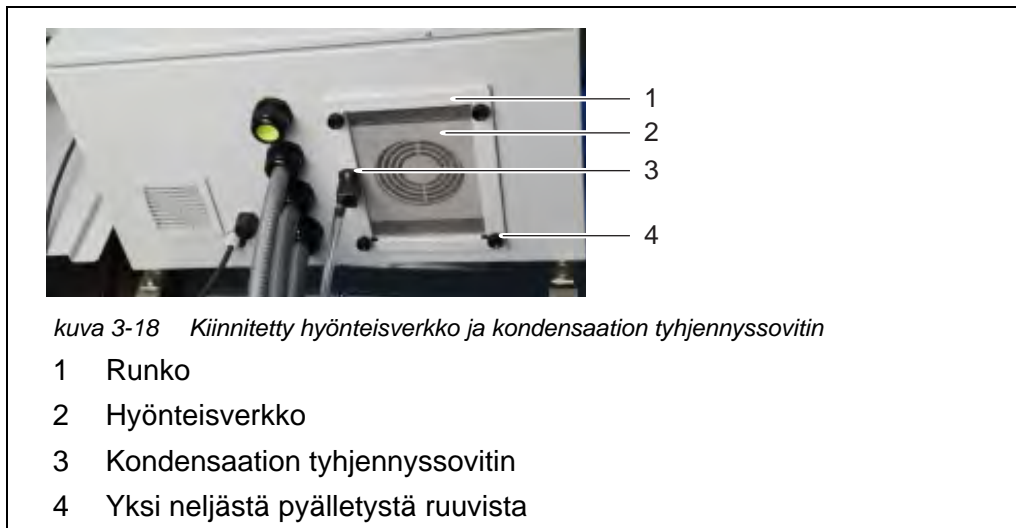 1
2
3
4
kuva 3-18 Kiinnitetty hyönteisverkko ja kondensaation tyhjennyssovitin
1 Runko
2 Hyönteisverkko
3 Kondensaation tyhjennyssovitin
4 Yksi neljästä pyälletystä ruuvista